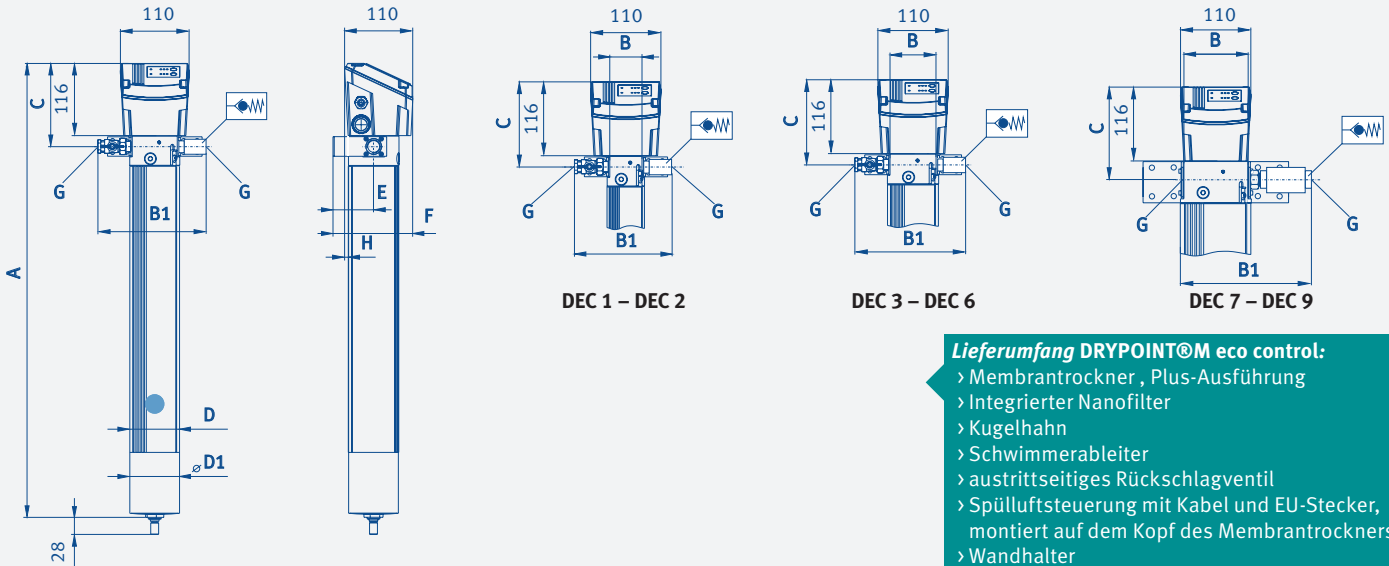 110
110
110
110
110
B
B
B
C
116
C
116
C
116
C
116
G
G
B1
E
F
H
G
G
B1
G
G
B1
G
G
B1
A
D
⌀D1
28
DEC 1 – DEC 2
DEC 3 – DEC 6
DEC 7 – DEC 9
Lieferumfang DRYPOINT®M eco control:
› Membrantrockner , Plus-Ausführung
› Integrierter Nanofilter
› Kugelhahn
› Schwimmerableiter
› austrittseitiges Rückschlagventil
› Spülluftsteuerung mit Kabel und EU-Stecker,
montiert auf dem Kopf des Membrantrockners
› Wandhalter